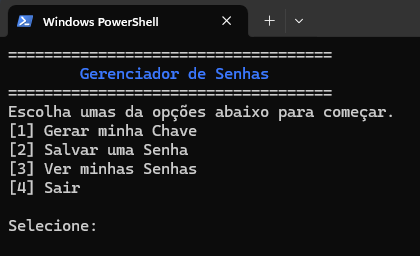 Windows PowerShell
====================================
Gerenciador de Senhas
====================================
Escolha umas da opções abaixo para começar.
[1] Gerar minha Chave
[2] Salvar uma Senha
[3] Ver minhas Senhas
[4] Sair
Selecione: